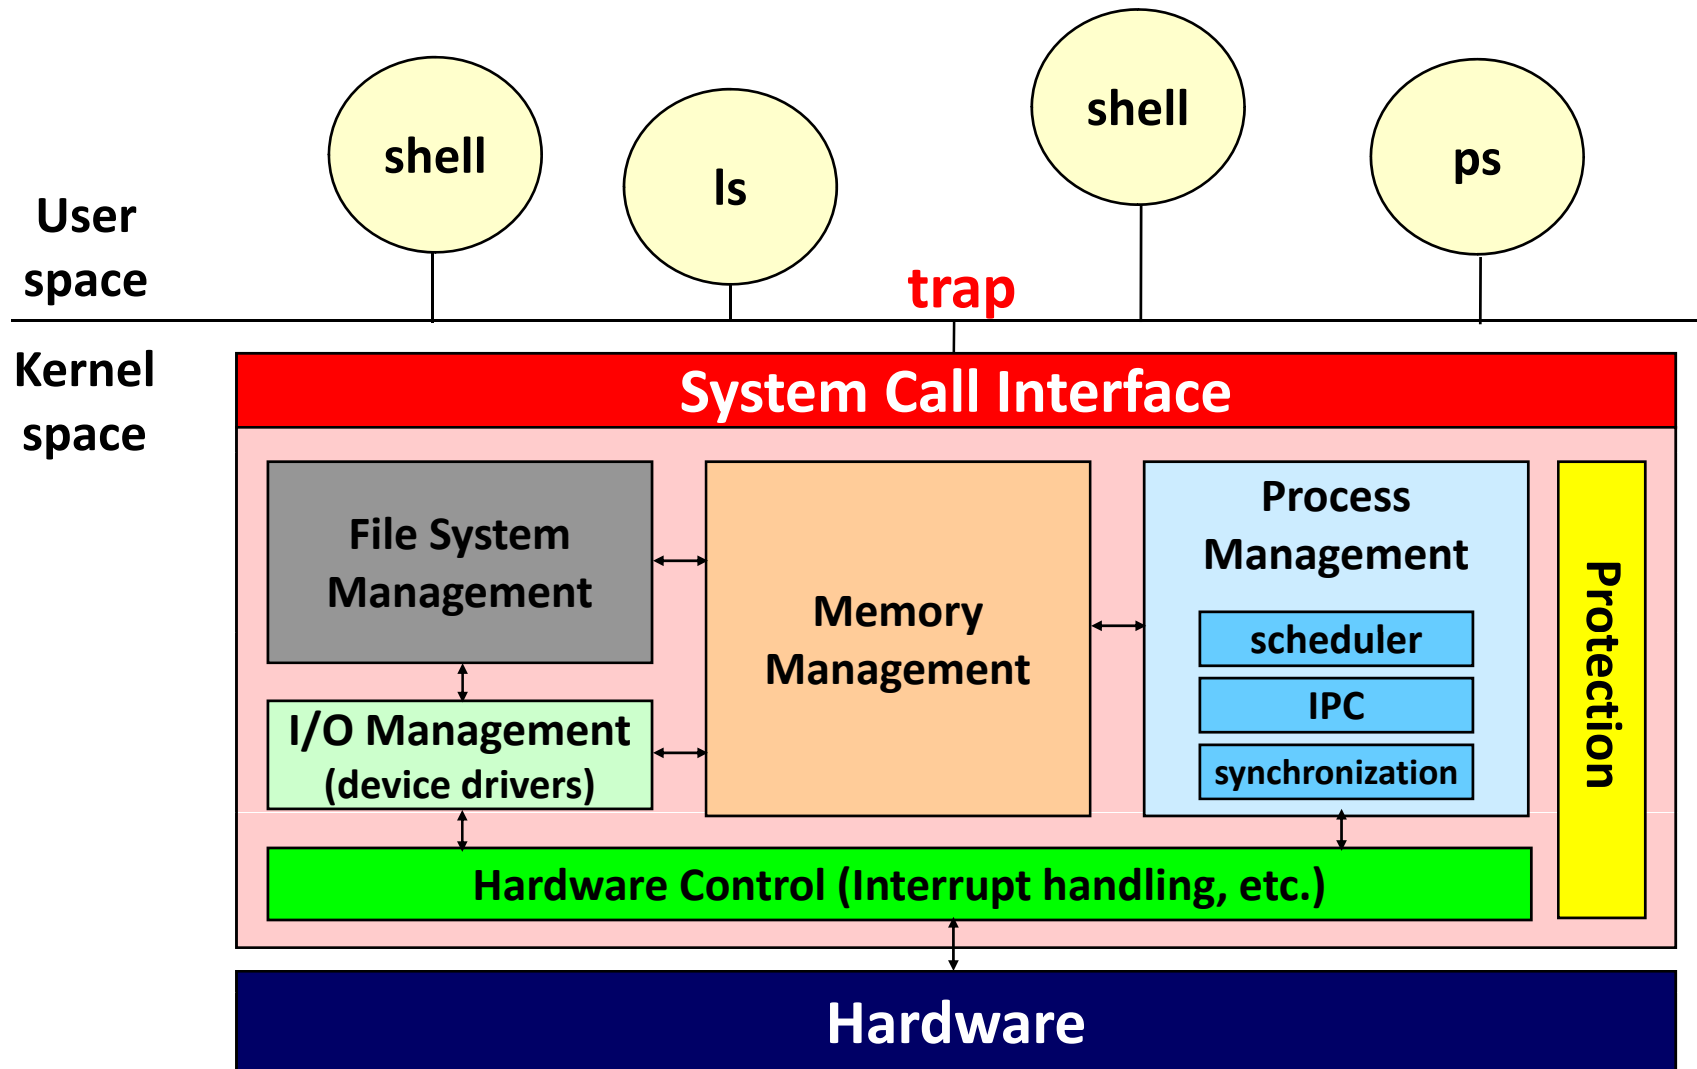 shell
ls
shell
ps
User
space
trap
Kernel
space
System Call Interface
File System
Management
Memory
Management
Process
Management
scheduler
IPC
synchronization
Protection
I/O Management
(device drivers)
Hardware Control (Interrupt handling, etc.)
Hardware